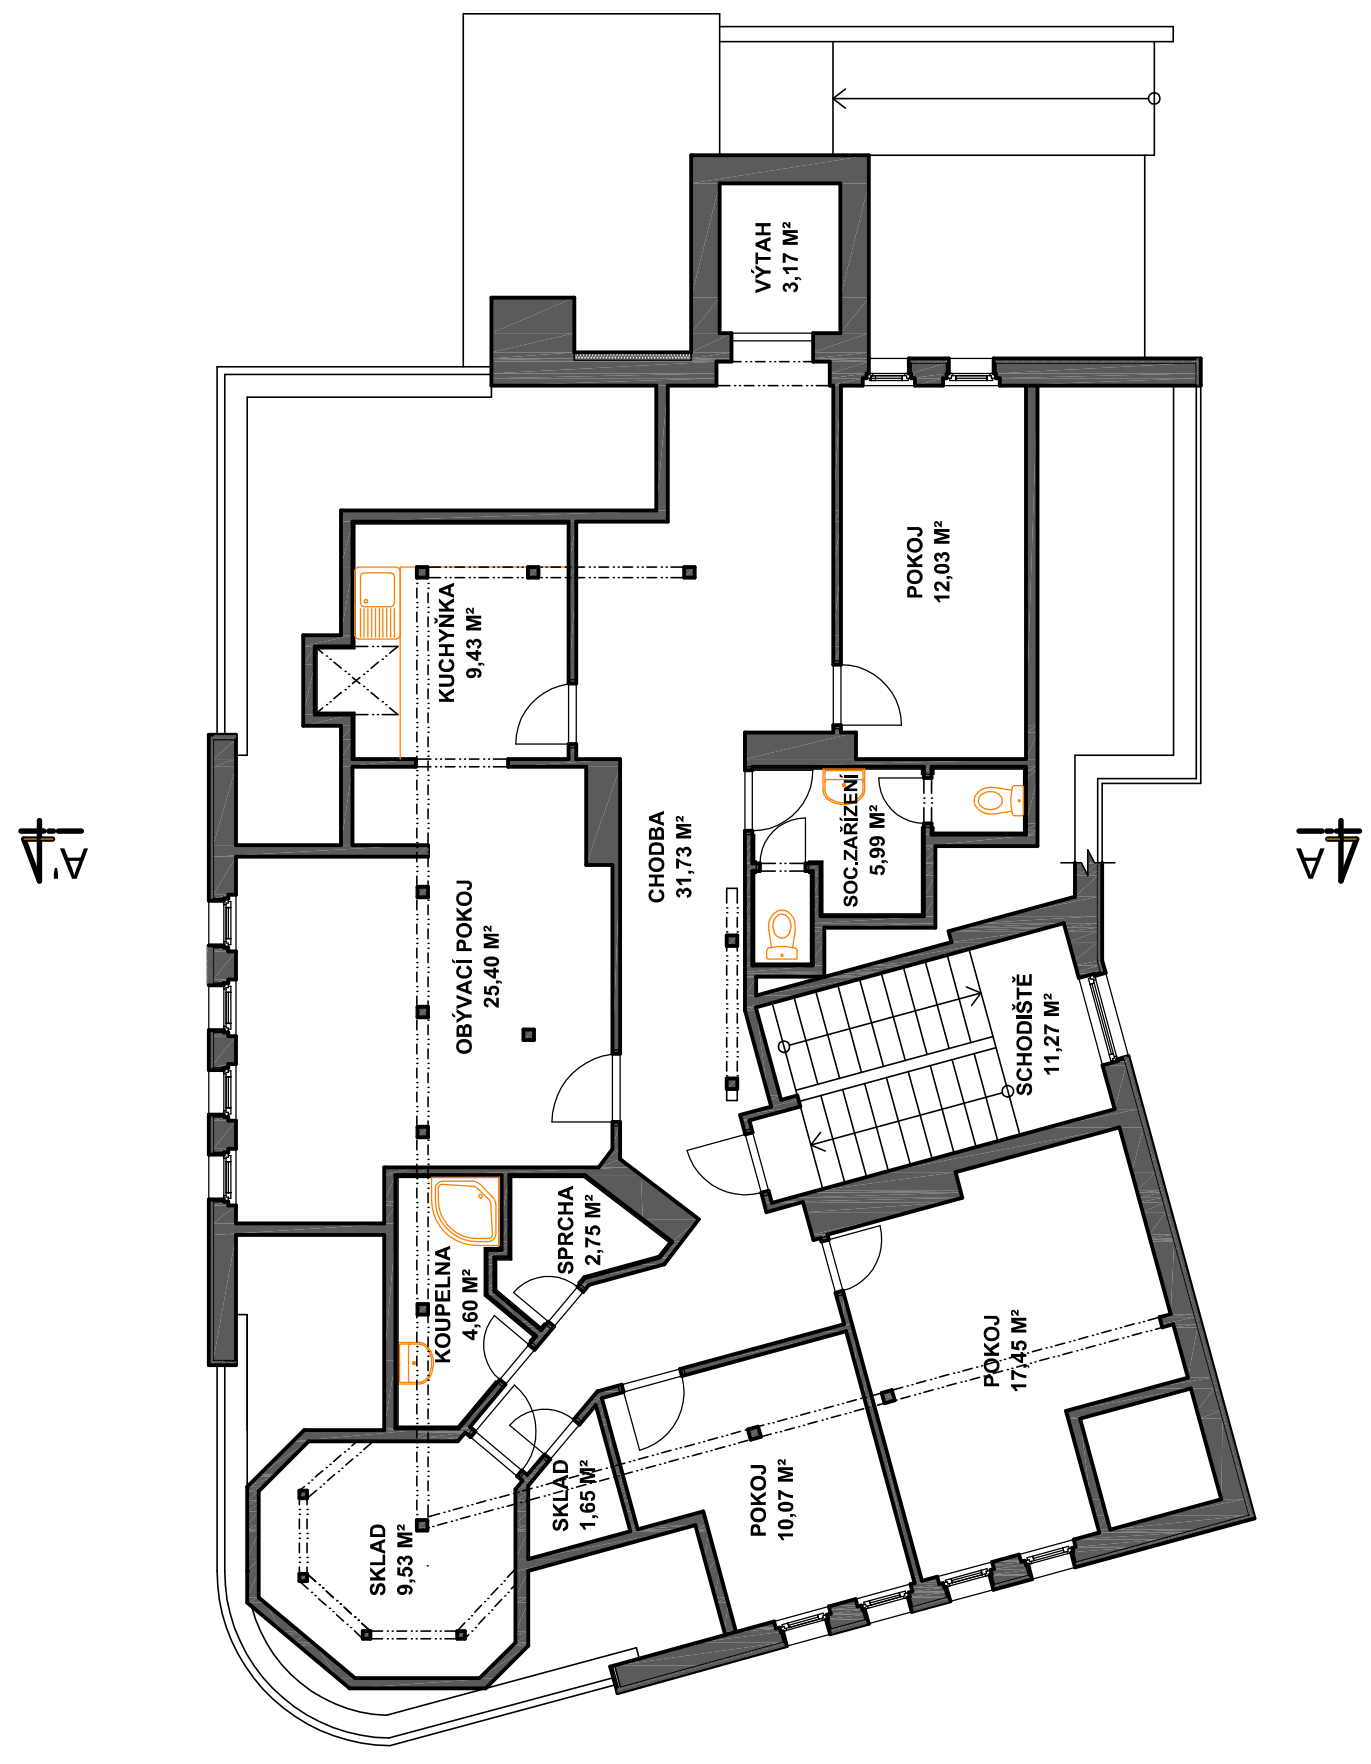 VÝTAH
3,17 M²
POKOJ
12,03 M²
KUCHYŇKA
9,43 M²
CHODBA
31,73 M²
SOC.ZAŘÍZENÍ
5,99 M²
A'
A
OBÝVACÍ POKOJ
25,40 M²
SCHODIŠTĚ
11,27 M²
SPRCHA
2,75 M²
KOUPELNA
4,60 M²
POKOJ
17,45 M²
SKLAD
1,65 M²
POKOJ
10,07 M²
SKLAD
9,53 M²